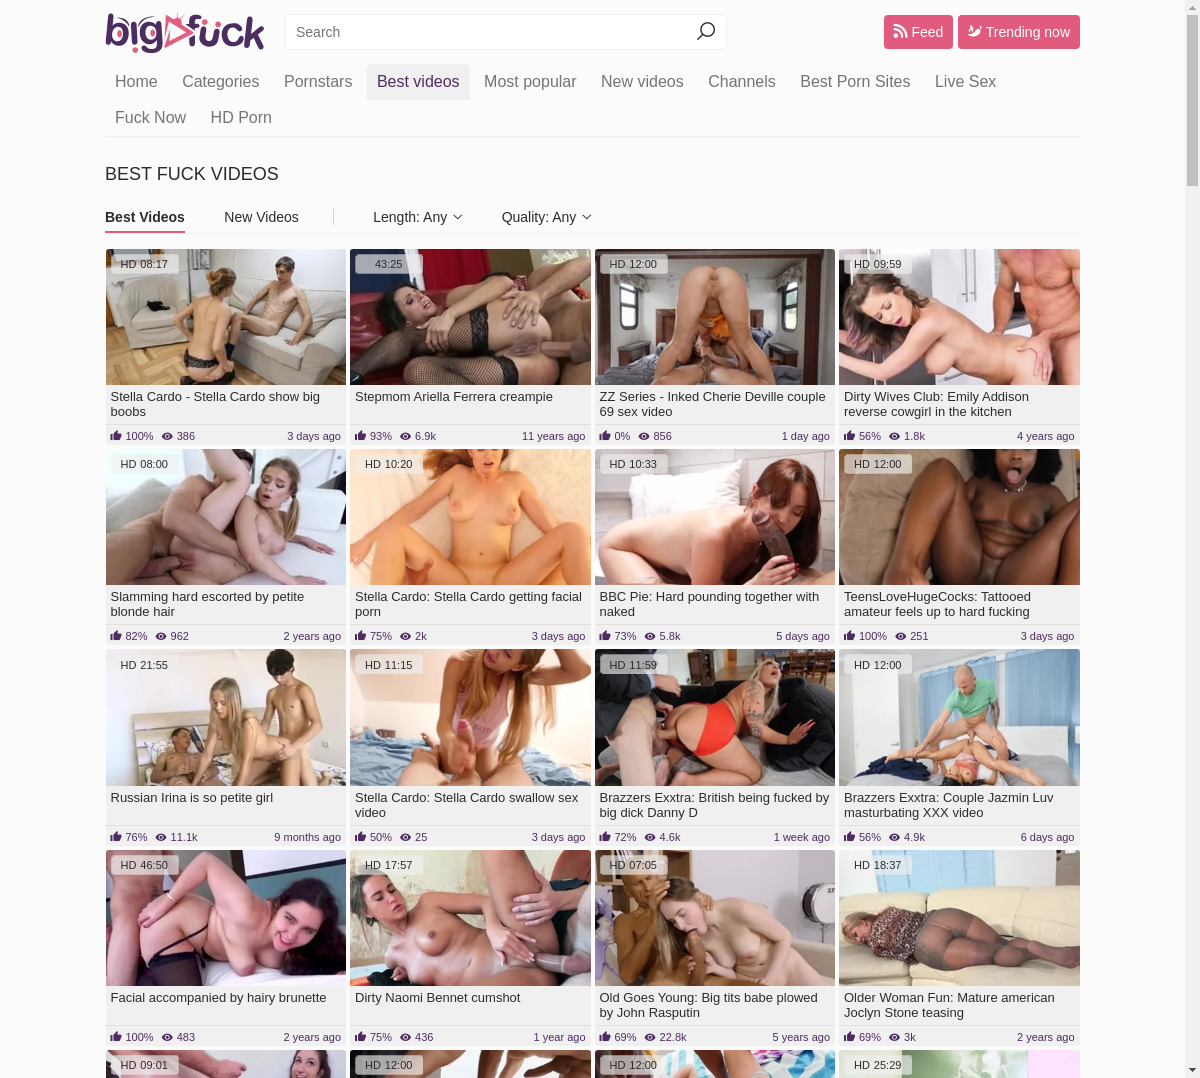 bigfuck
Search
Feed
Trending now
Home
Categories
Pornstars
Best videos
Most popular
New videos
Channels
Best Porn Sites
Live Sex
Fuck Now
HD Porn
BEST FUCK VIDEOS
Best Videos
New Videos
Length: Any
Quality: Any
HD 08:17
43:25
HD 12:00
HD 09:59
Stella Cardo - Stella Cardo show big
boobs
Stepmom Ariella Ferrera creampie
ZZ Series - Inked Cherie Deville couple
69 sex video
Dirty Wives Club: Emily Addison
reverse cowgirl in the kitchen
100% 386 3 days ago
93% 6.9k 11 years ago
0% 856 1 day ago
56% 1.8k 4 years ago
HD 08:00
HD 10:20
HD 10:33
HD 12:00
Slamming hard escorted by petite
blonde hair
Stella Cardo: Stella Cardo getting facial
porn
BBC Pie: Hard pounding together with
naked
TeensLoveHugeCocks: Tattooed
amateur feels up to hard fucking
82% 962 2 years ago
75% 2k 3 days ago
73% 5.8k 5 days ago
100% 251 3 days ago
HD 21:55
HD 11:15
HD 11:59
HD 12:00
Russian Irina is so petite girl
Stella Cardo: Stella Cardo swallow sex
video
Brazzers Exxtra: British being fucked by
big dick Danny D
Brazzers Exxtra: Couple Jazmin Luv
masturbating XXX video
76% 11.1k 9 months ago
50% 25 3 days ago
72% 4.6k 1 week ago
56% 4.9k 6 days ago
HD 46:50
HD 17:57
HD 07:05
HD 18:37
Facial accompanied by hairy brunette
Dirty Naomi Bennet cumshot
Old Goes Young: Big tits babe plowed
by John Rasputin
Older Woman Fun: Mature american
Joclyn Stone teasing
100% 483 2 years ago
75% 436 1 year ago
69% 22.8k 5 years ago
69% 3k 2 years ago
HD 09:01
HD 12:00
HD 12:00
HD 25:29